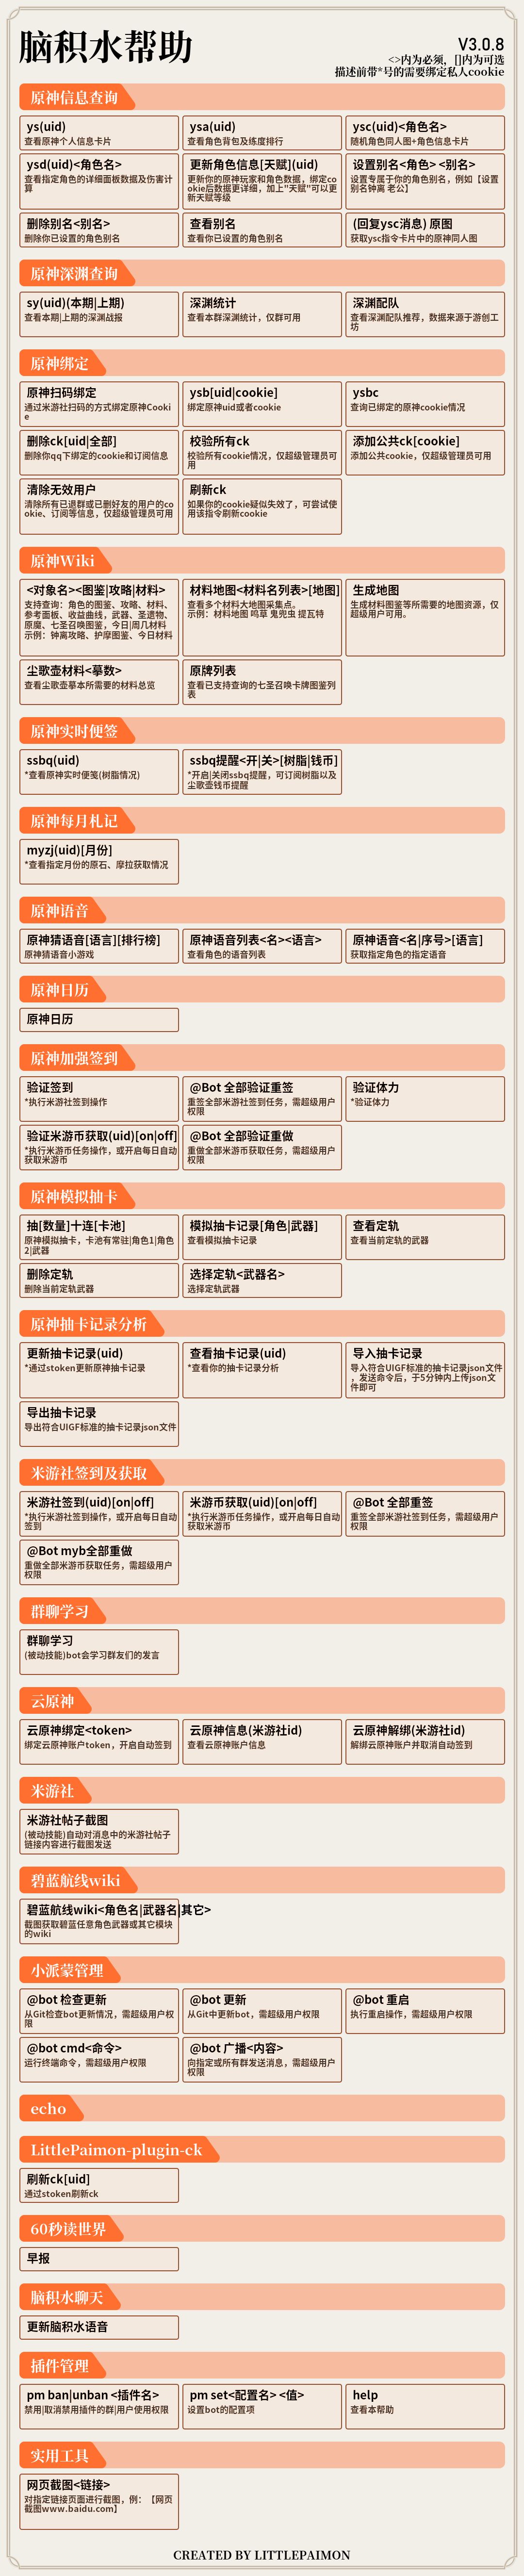 脑积水帮助
V3.0.8
<>内为必须，[]内为可选
描述前带*号的需要绑定私人cookie
原神信息查询
ys(uid)
查看原神个人信息卡片
ysa(uid)
查看角色背包及练度排行
ysc(uid)<角色名>
随机角色同人图+角色信息卡片
ysd(uid)<角色名>
查看指定角色的详细面板数据及伤害计
算
更新角色信息[天赋](uid)
更新你的原神玩家和角色数据，绑定co
okie后数据更详细，加上"天赋"可以更
新天赋等级
设置别名<角色> <别名>
设置专属于你的角色别名，例如【设置
别名钟离 老公】
删除别名<别名>
删除你已设置的角色别名
查看别名
查看你已设置的角色别名
(回复ysc消息) 原图
获取ysc指令卡片中的原神同人图
原神深渊查询
sy(uid)(本期|上期)
查看本期|上期的深渊战报
深渊统计
查看本群深渊统计，仅群可用
深渊配队
查看深渊配队推荐，数据来源于游创工
坊
原神绑定
原神扫码绑定
通过米游社扫码的方式绑定原神Cooki
e
ysb[uid|cookie]
绑定原神uid或者cookie
ysbc
查询已绑定的原神cookie情况
删除ck[uid|全部]
删除你qq下绑定的cookie和订阅信息
校验所有ck
校验所有cookie情况，仅超级管理员可
用
添加公共ck[cookie]
添加公共cookie，仅超级管理员可用
清除无效用户
清除所有已退群或已删好友的用户的co
okie、订阅等信息，仅超级管理员可用
刷新ck
如果你的cookie疑似失效了，可尝试使
用该指令刷新cookie
原神Wiki
<对象名><图鉴|攻略|材料>
支持查询：角色的图鉴、攻略、材料、
参考面板、收益曲线，武器、圣遗物、
原魔、七圣召唤图鉴，今日|周几材料
示例：钟离攻略、护摩图鉴、今日材料
材料地图<材料名列表>[地图]
查看多个材料大地图采集点。
示例：材料地图 鸣草 鬼兜虫 提瓦特
生成地图
生成材料图鉴等所需要的地图资源，仅
超级用户可用。
尘歌壶材料<摹数>
查看尘歌壶摹本所需要的材料总览
原牌列表
查看已支持查询的七圣召唤卡牌图鉴列
表
原神实时便签
ssbq(uid)
*查看原神实时便笺(树脂情况)
ssbq提醒<开|关>[树脂|钱币]
*开启|关闭ssbq提醒，可订阅树脂以及
尘歌壶钱币提醒
原神每月札记
myzj(uid)[月份]
*查看指定月份的原石、摩拉获取情况
原神语音
原神猜语音[语言][排行榜]
原神猜语音小游戏
原神语音列表<名><语言>
查看角色的语音列表
原神语音<名|序号>[语言]
获取指定角色的指定语音
原神日历
原神日历
原神加强签到
验证签到
*执行米游社签到操作
@Bot 全部验证重签
重签全部米游社签到任务，需超级用户
权限
验证体力
*验证体力
验证米游币获取(uid)[on|off]
*执行米游币任务操作，或开启每日自动
获取米游币
@Bot 全部验证重做
重做全部米游币获取任务，需超级用户
权限
原神模拟抽卡
抽[数量]十连[卡池]
原神模拟抽卡，卡池有常驻|角色1|角色
2|武器
模拟抽卡记录[角色|武器]
查看模拟抽卡记录
查看定轨
查看当前定轨的武器
删除定轨
删除当前定轨武器
选择定轨<武器名>
选择定轨武器
原神抽卡记录分析
更新抽卡记录(uid)
*通过stoken更新原神抽卡记录
查看抽卡记录(uid)
*查看你的抽卡记录分析
导入抽卡记录
导入符合UIGF标准的抽卡记录json文件
，发送命令后，于5分钟内上传json文
件即可
导出抽卡记录
导出符合UIGF标准的抽卡记录json文件
米游社签到及获取
米游社签到(uid)[on|off]
*执行米游社签到操作，或开启每日自动
签到
米游币获取(uid)[on|off]
*执行米游币任务操作，或开启每日自动
获取米游币
@Bot 全部重签
重签全部米游社签到任务，需超级用户
权限
@Bot myb全部重做
重做全部米游币获取任务，需超级用户
权限
群聊学习
群聊学习
(被动技能)bot会学习群友们的发言
云原神
云原神绑定<token>
绑定云原神账户token，开启自动签到
云原神信息(米游社id)
查看云原神账户信息
云原神解绑(米游社id)
解绑云原神账户并取消自动签到
米游社
米游社帖子截图
(被动技能)自动对消息中的米游社帖子
链接内容进行截图发送
碧蓝航线wiki
碧蓝航线wiki<角色名|武器名|其它>
截图获取碧蓝任意角色武器或其它模块
的wiki
小派蒙管理
@bot 检查更新
从Git检查bot更新情况，需超级用户权
限
@bot 更新
从Git中更新bot，需超级用户权限
@bot 重启
执行重启操作，需超级用户权限
@bot cmd<命令>
运行终端命令，需超级用户权限
@bot 广播<内容>
向指定或所有群发送消息，需超级用户
权限
echo
LittlePaimon-plugin-ck
刷新ck[uid]
通过stoken刷新ck
60秒读世界
早报
脑积水聊天
更新脑积水语音
插件管理
pm ban|unban <插件名>
禁用|取消禁用插件的群|用户使用权限
pm set<配置名> <值>
设置bot的配置项
help
查看本帮助
实用工具
网页截图<链接>
对指定链接页面进行截图，例：【网页
截图www.baidu.com】
CREATED BY LITTLEPAIMON